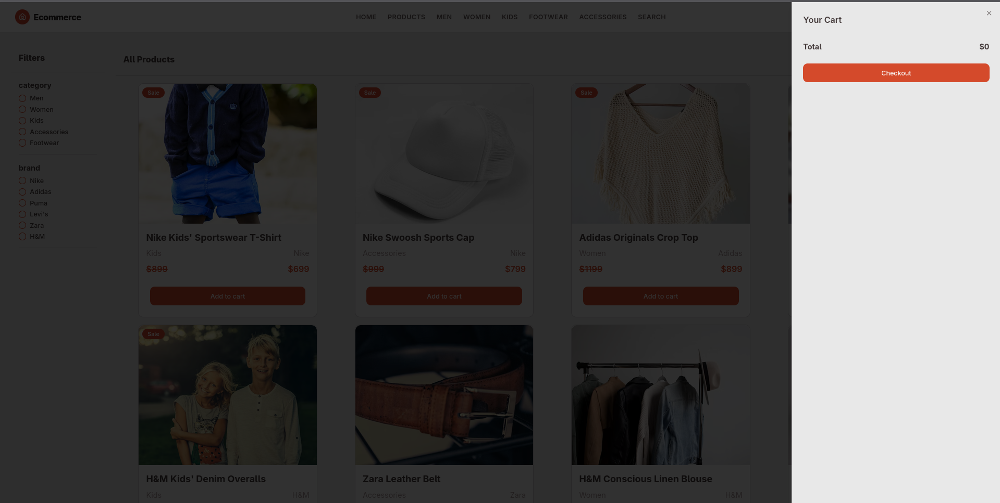 Ecommerce
HOME PRODUCTS MEN WOMEN KIDS FOOTWEAR ACCESSORIES SEARCH
Your Cart
Total $0
Checkout
Filters
category
Men
Women
Kids
Accessories
Footwear
brand
Nike
Adidas
Puma
Levi's
Zara
H&M
All Products
Sale
Nike Kids' Sportswear T-Shirt
Kids Nike
$899 $699
Add to cart
Sale
Nike Swoosh Sports Cap
Accessories Nike
$999 $799
Add to cart
Sale
Adidas Originals Crop Top
Women Adidas
$1199 $899
Add to cart
Sale
H&M Kids' Denim Overalls
Kids H&M
Zara Leather Belt
Accessories Zara
H&M Conscious Linen Blouse
Women H&M